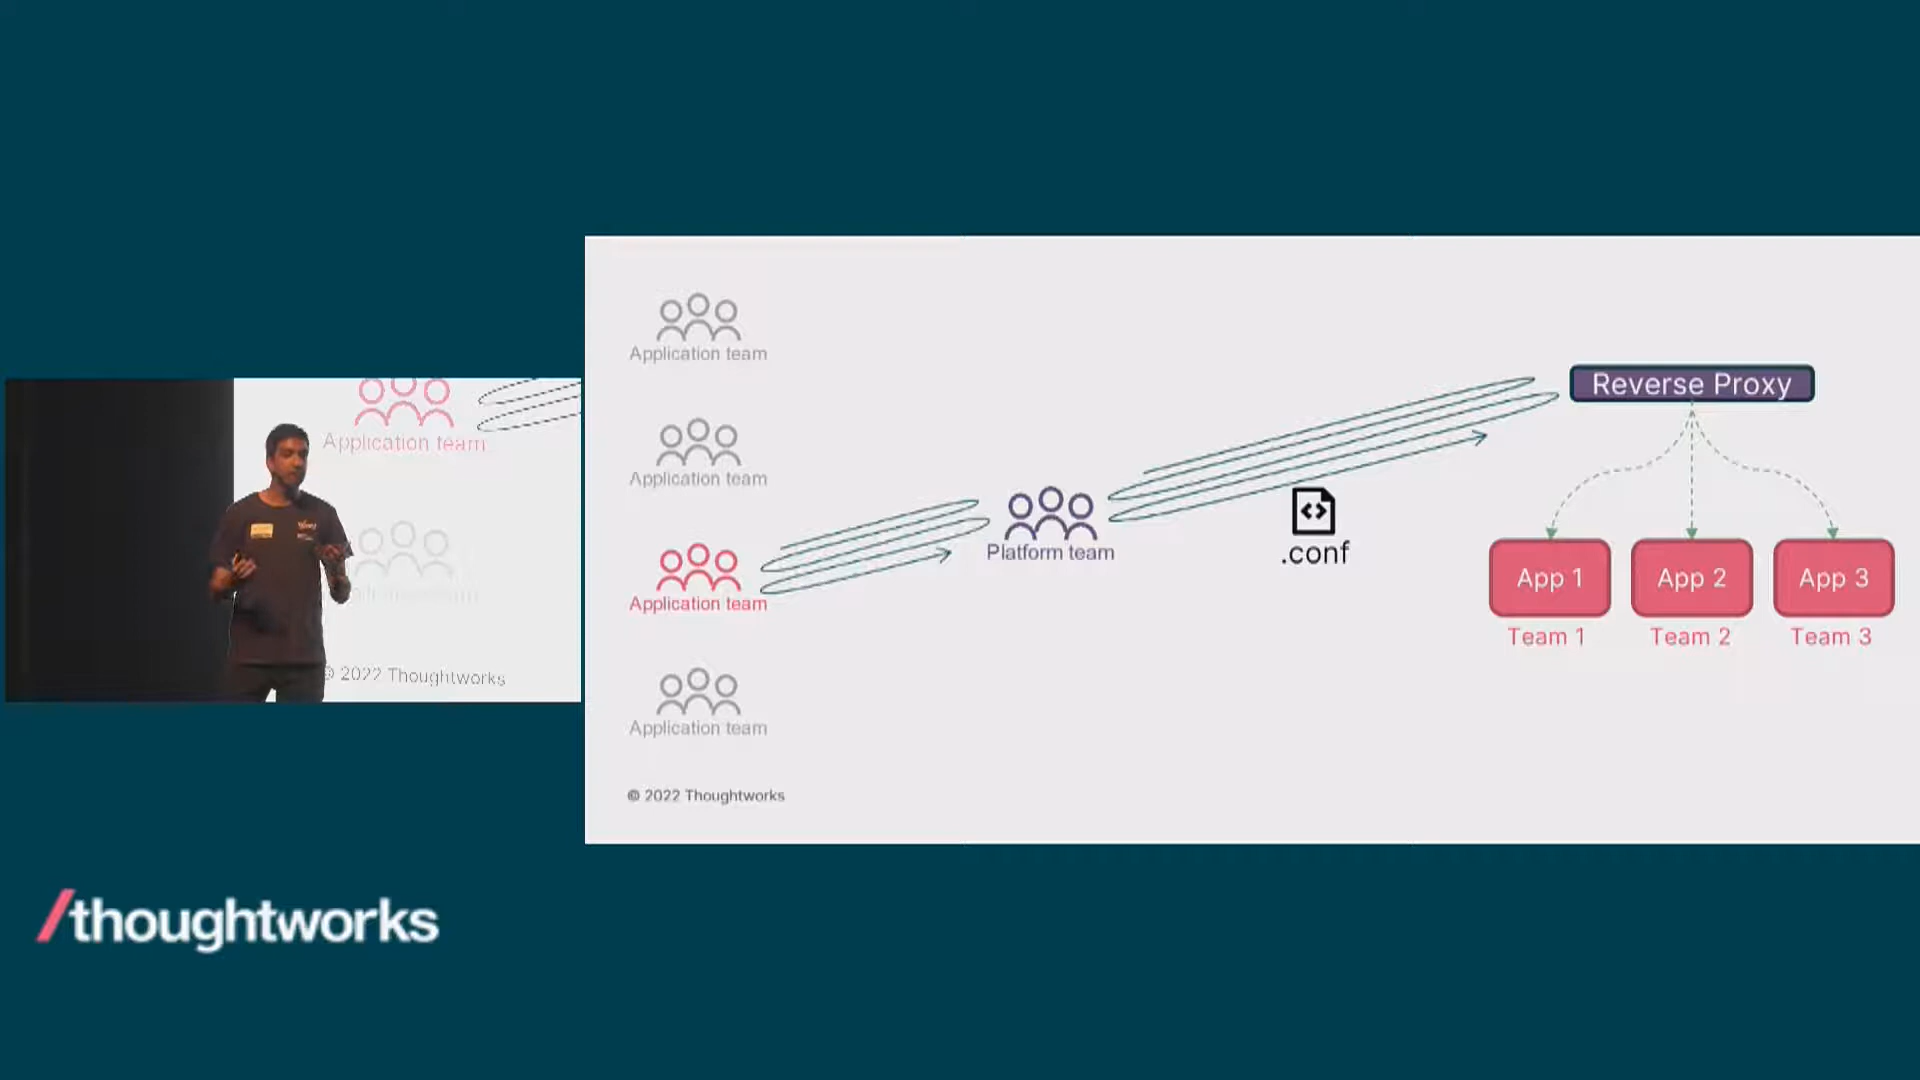 Application team
© 2022 Thoughtworks
Application team
Application team
Application team
Application team
Platform team
.conf
Reverse Proxy
App 1
App 2
App 3
Team 1
Team 2
Team 3
© 2022 Thoughtworks
/thoughtworks